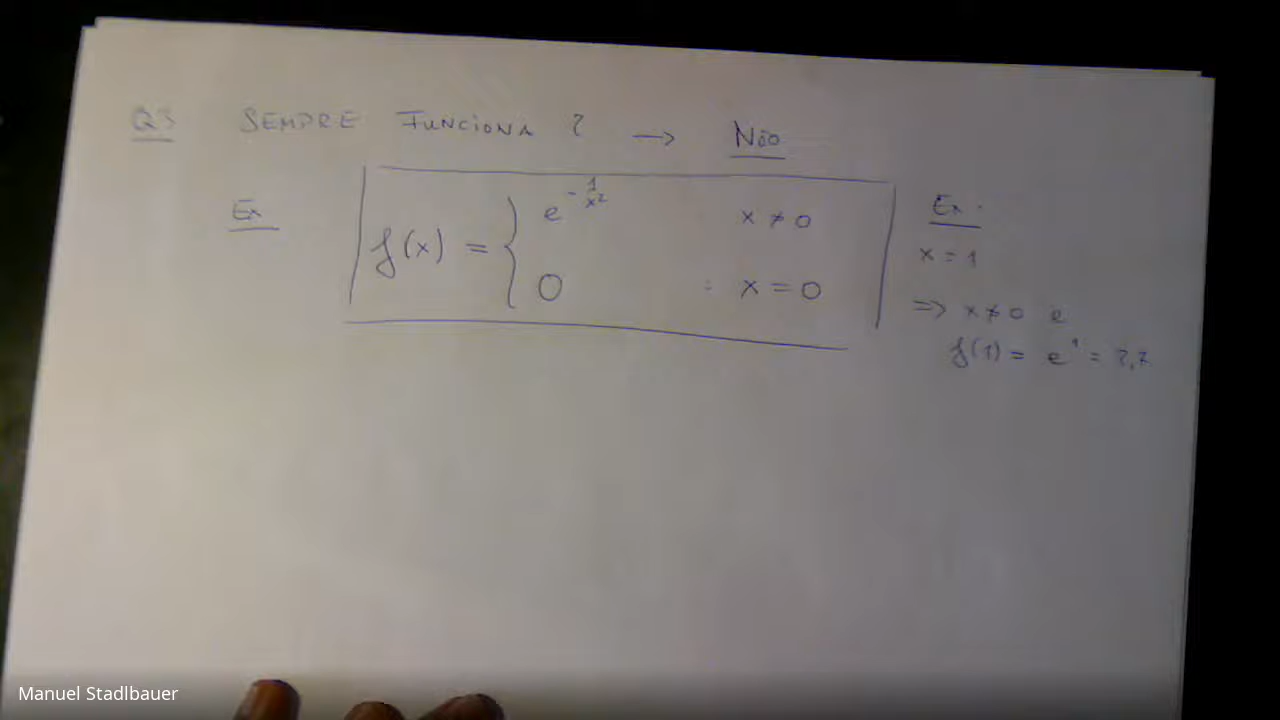 Q3 SEMPRE FUNCIONA ? → Não
Ex f(x) = { e^{-1/x²} x ≠ 0
0 : x = 0
Ex.
x = 1
=> x ≠ 0 e
f(1) = e¹ = 2,7
Manuel Stadlbauer